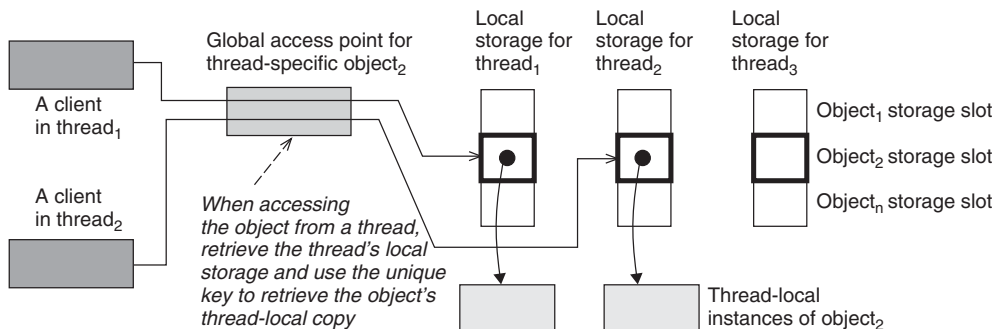 Global access point for
thread-specific object₂
Local
storage for
thread₁
Local
storage for
thread₂
Local
storage for
thread₃
A client
in thread₁
Object₁ storage slot
Object₂ storage slot
Objectₙ storage slot
A client
in thread₂
When accessing
the object from a thread,
retrieve the thread's local
storage and use the unique
key to retrieve the object's
thread-local copy
Thread-local
instances of object₂